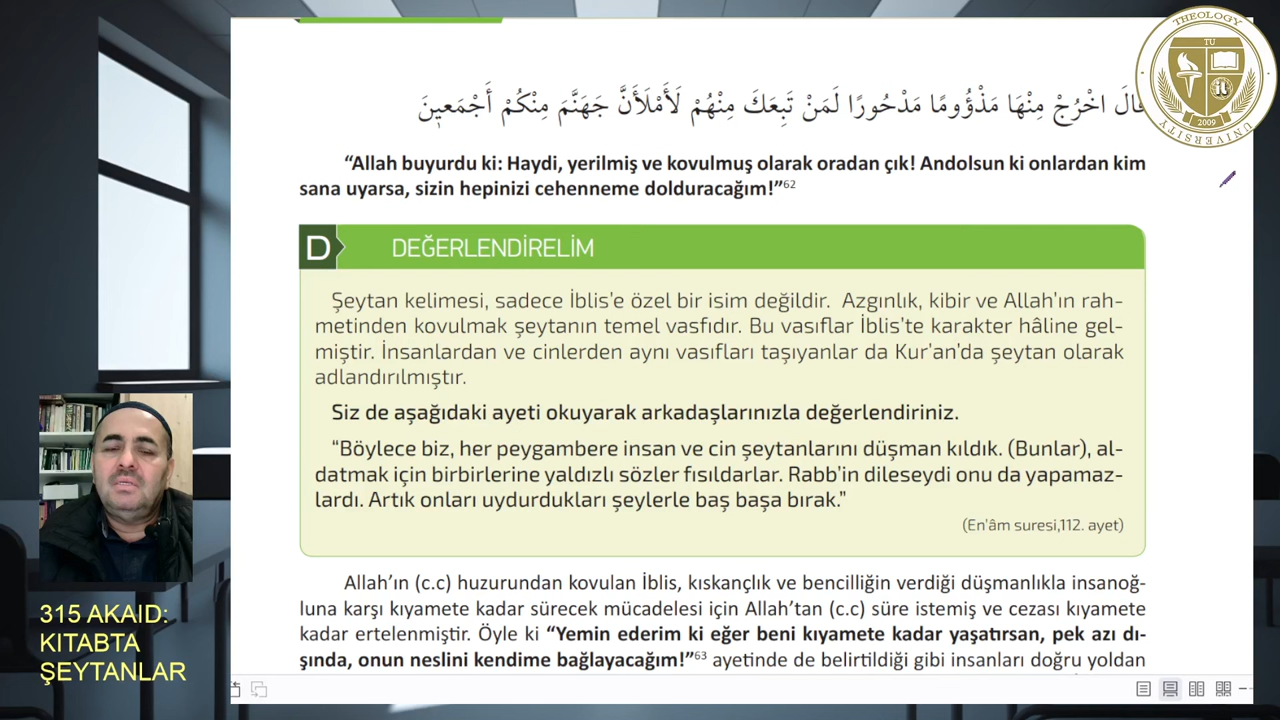 قَالَ اخْرُجْ مِنْهَا مَذْؤُومًا مَدْحُورًا لَمَنْ تَبِعَكَ مِنْهُمْ لَأَمْلَأَنَّ جَهَنَّمَ مِنْكُمْ أَجْمَعِينَ
“Allah buyurdu ki: Haydi, yerilmiş ve kovulmuş olarak oradan çık! Andolsun ki onlardan kim
sana uyarsa, sizin hepinizi cehenneme dolduracağım!”62
D DEĞERLENDİRELİM
Şeytan kelimesi, sadece İblis’e özel bir isim değildir. Azgınlık, kibir ve Allah’ın rah-
metinden kovulmak şeytanın temel vasfıdır. Bu vasıflar İblis’te karakter hâline gel-
miştir. İnsanlardan ve cinlerden aynı vasıfları taşıyanlar da Kur’an’da şeytan olarak
adlandırılmıştır.
Siz de aşağıdaki ayeti okuyarak arkadaşlarınızla değerlendiriniz.
“Böylece biz, her peygambere insan ve cin şeytanlarını düşman kıldık. (Bunlar), al-
datmak için birbirlerine yaldızlı sözler fısıldarlar. Rabb’in dileseydi onu da yapamaz-
lardı. Artık onları uydurdukları şeylerle baş başa bırak.”
(En’âm suresi,112. ayet)
Allah’ın (c.c) huzurundan kovulan İblis, kıskançlık ve bencilliğin verdiği düşmanlıkla insanoğ-
luna karşı kıyamete kadar sürecek mücadelesi için Allah’tan (c.c) süre istemiş ve cezası kıyamete
kadar ertelenmiştir. Öyle ki “Yemin ederim ki eğer beni kıyamete kadar yaşatırsan, pek azı dı-
şında, onun neslini kendime bağlayacağım!”63 ayetinde de belirtildiği gibi insanları doğru yoldan
THEOLOGY
UNIVERSITY
TU
2009
315 AKAID:
KITABTA
ŞEYTANLAR